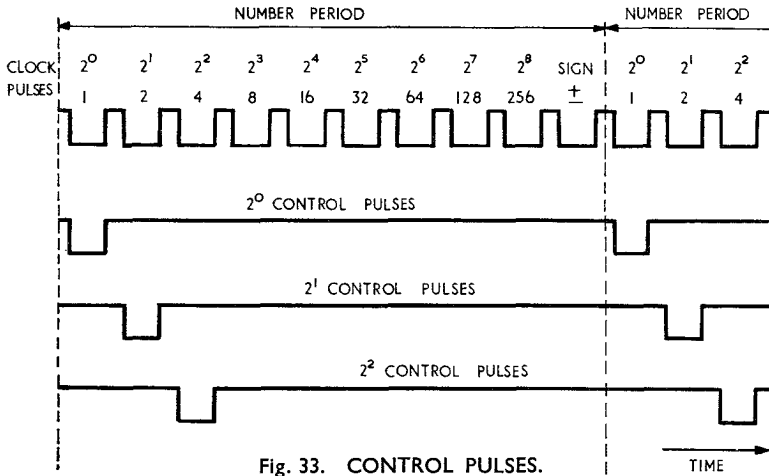 NUMBER PERIOD NUMBER PERIOD
CLOCK PULSES
2⁰ 2¹ 2² 2³ 2⁴ 2⁵ 2⁶ 2⁷ 2⁸ SIGN 2⁰ 2¹ 2²
1 2 4 8 16 32 64 128 256 ± 1 2 4
2⁰ CONTROL PULSES
2¹ CONTROL PULSES
2² CONTROL PULSES
Fig. 33. CONTROL PULSES.
TIME